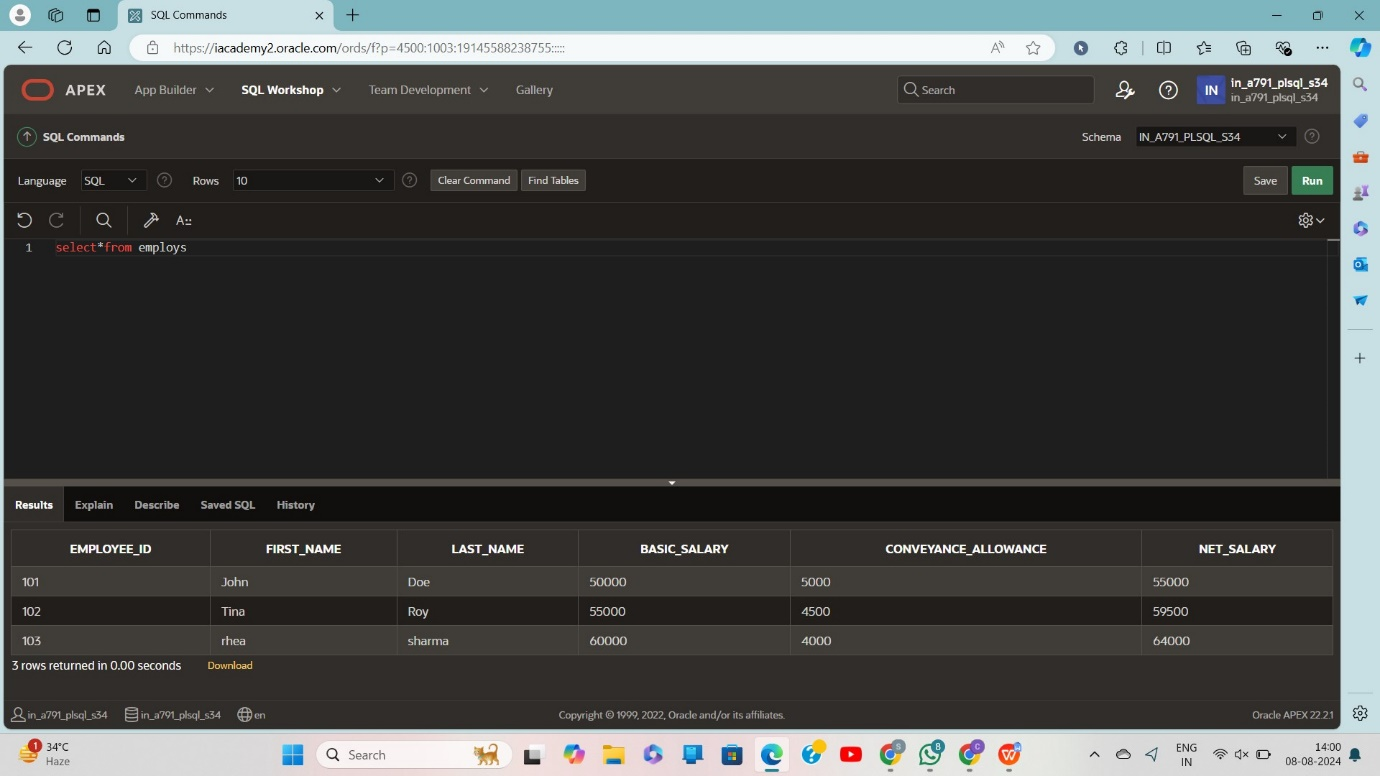 SQL Commands
https://iacademy2.oracle.com/ords/f?p=4500:1003:19145588238755:::::
APEX App Builder SQL Workshop Team Development Gallery Search IN in_a791_plsql_s34
in_a791_plsql_s34
SQL Commands Schema IN_A791_PLSQL_S34
Language SQL Rows 10 Clear Command Find Tables Save Run
A::
1 select*from employs
Results Explain Describe Saved SQL History
EMPLOYEE_ID FIRST_NAME LAST_NAME BASIC_SALARY CONVEYANCE_ALLOWANCE NET_SALARY
101 John Doe 50000 5000 55000
102 Tina Roy 55000 4500 59500
103 rhea sharma 60000 4000 64000
3 rows returned in 0.00 seconds Download
in_a791_plsql_s34 in_a791_plsql_s34 en Copyright © 1999, 2022, Oracle and/or its affiliates. Oracle APEX 22.2.1
1 34°C
Haze
Search
S 8 C
ENG
IN
14:00
08-08-2024